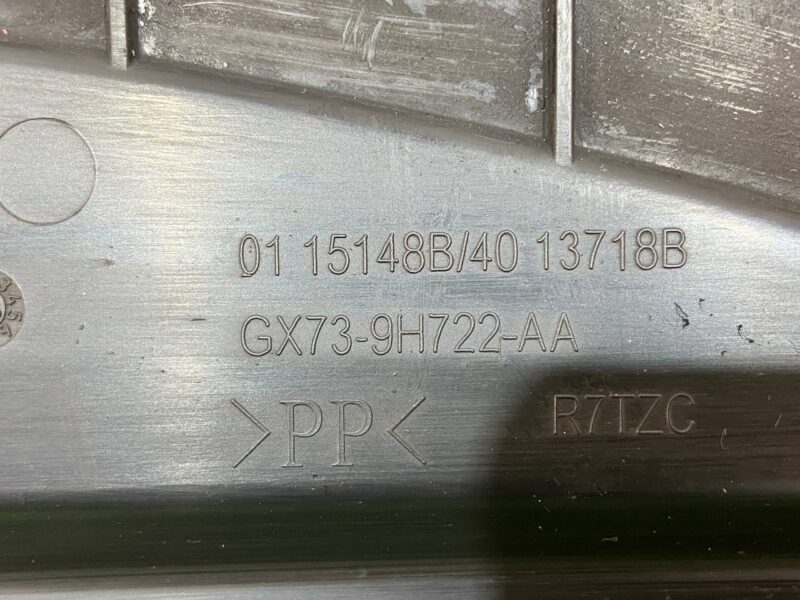 01 15148B/40 13718B
GX73-9H722-AA
>PP<
R7TZC